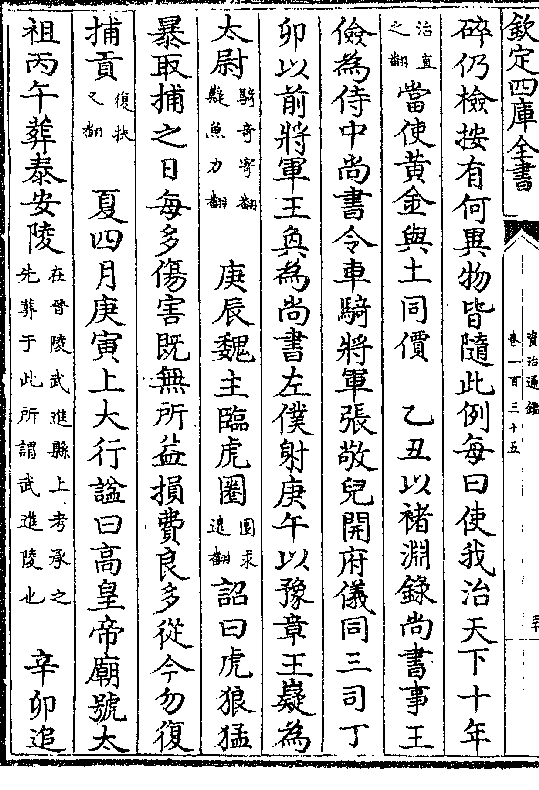 欽定四庫全書
資治通鑑
卷一百三十五
碎仍檢按有何異物皆隨此例每曰使我治天下十年
治直之翻當使黃金與土同價　乙丑以褚淵錄尚書事王
儉為侍中尚書令車騎將軍張敬兒開府儀同三司丁
卯以前將軍王奐為尚書左僕射庚午以豫章王嶷為
太尉騎奇寄翻嶷魚力翻　庚辰魏主臨虎圈圈求遠翻詔曰虎狼猛
暴取捕之日每多傷害既無所益損費良多從今勿復
捕貢復扶又翻　夏四月庚寅上大行諡曰高皇帝廟號太
祖丙午葬泰安陵在晉陵武進縣上考承之先葬于此所謂武進陵也　辛卯追